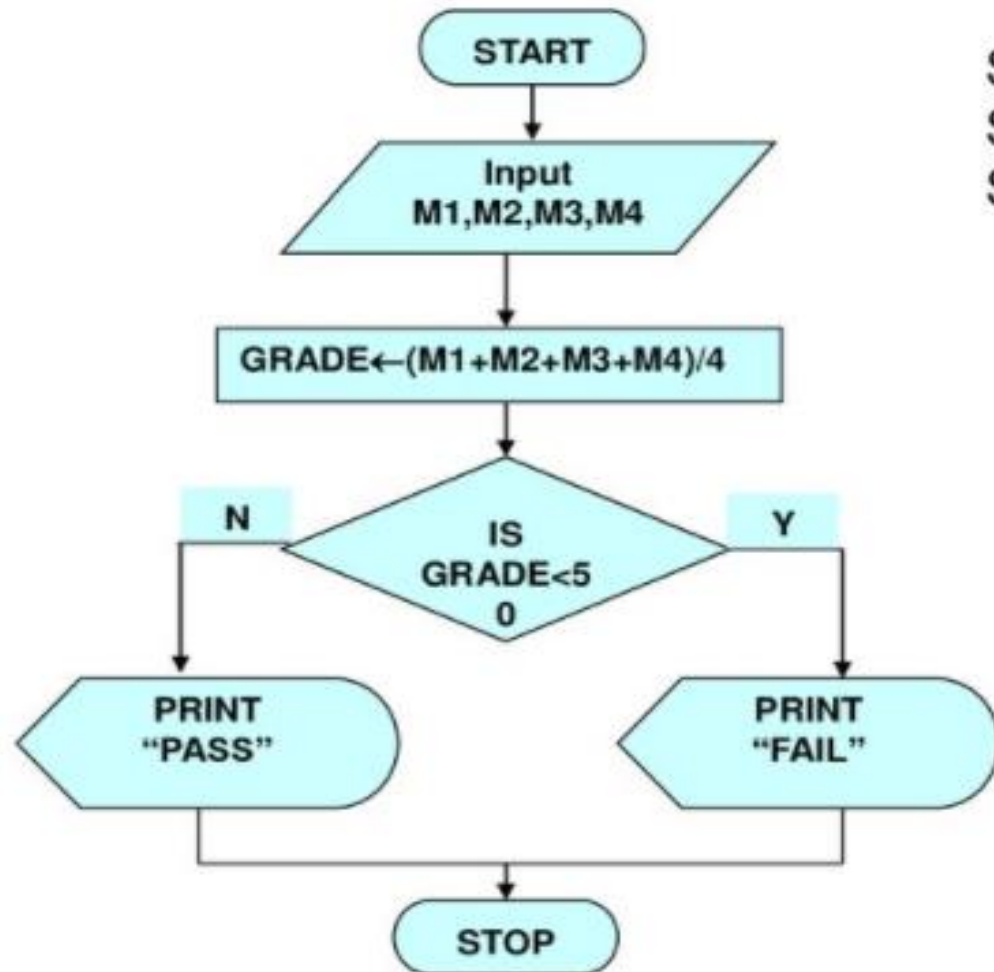 START
Input
M1,M2,M3,M4
GRADE←(M1+M2+M3+M4)/4
N
Y
IS
GRADE<5
0
PRINT
“PASS”
PRINT
“FAIL”
STOP